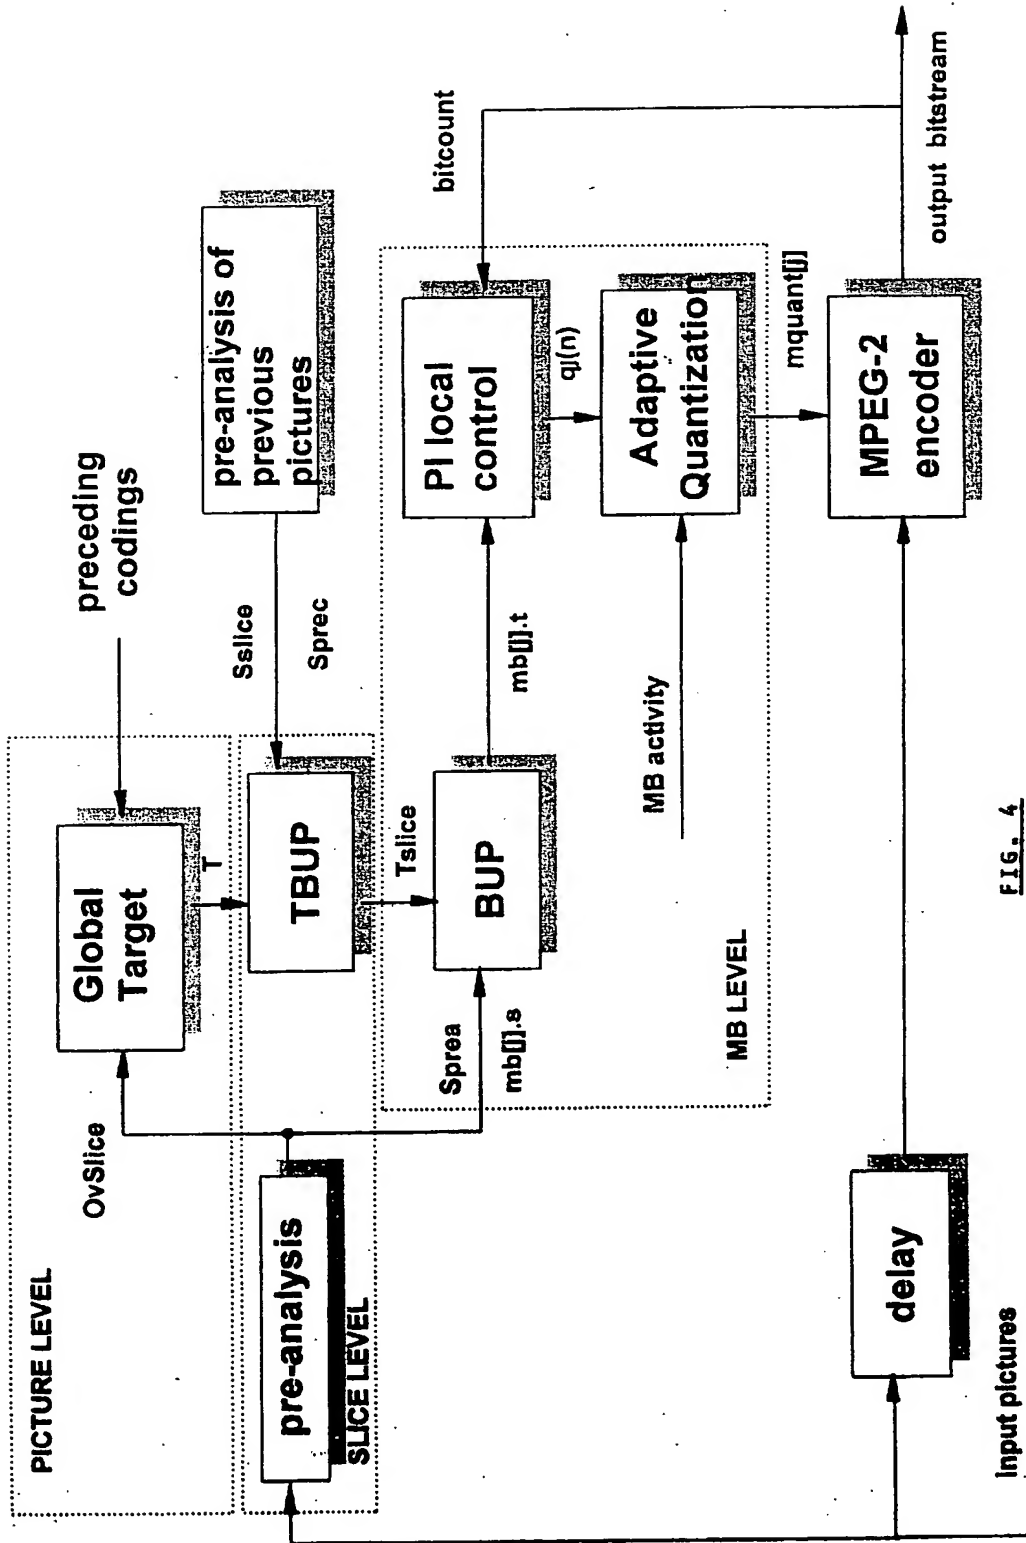 PICTURE LEVEL
OvSlice
Global
Target
preceding
codings
T
pre-analysis
SLICE LEVEL
TBUP
Sslice
Sprec
pre-analysis of
previous
pictures
Tslice
Sprea
mb[j].s
BUP
mb[j].t
PI local
control
bitcount
qj(n)
MB activity
Adaptive
Quantization
MB LEVEL
mquant[j]
Input pictures
delay
MPEG-2
encoder
output bitstream
FIG. 4